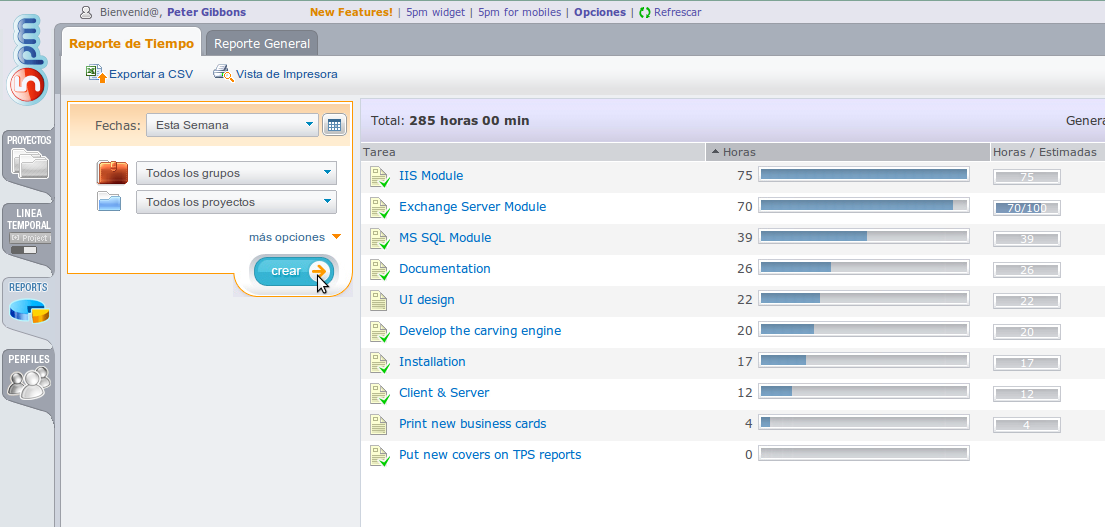 Bienvenid@, Peter Gibbons
New Features! | 5pm widget | 5pm for mobiles | Opciones | Refrescar
5pm
Reporte de Tiempo
Reporte General
Exportar a CSV
Vista de Impresora
PROYECTOS
LINEA
TEMPORAL
Project
REPORTS
PERFILES
Fechas:
Esta Semana
Todos los grupos
Todos los proyectos
más opciones
crear
Total: 285 horas 00 min
Genera
Tarea Horas Horas / Estimadas
IIS Module 75 75
Exchange Server Module 70 70/100
MS SQL Module 39 39
Documentation 26 26
UI design 22 22
Develop the carving engine 20 20
Installation 17 17
Client & Server 12 12
Print new business cards 4 4
Put new covers on TPS reports 0